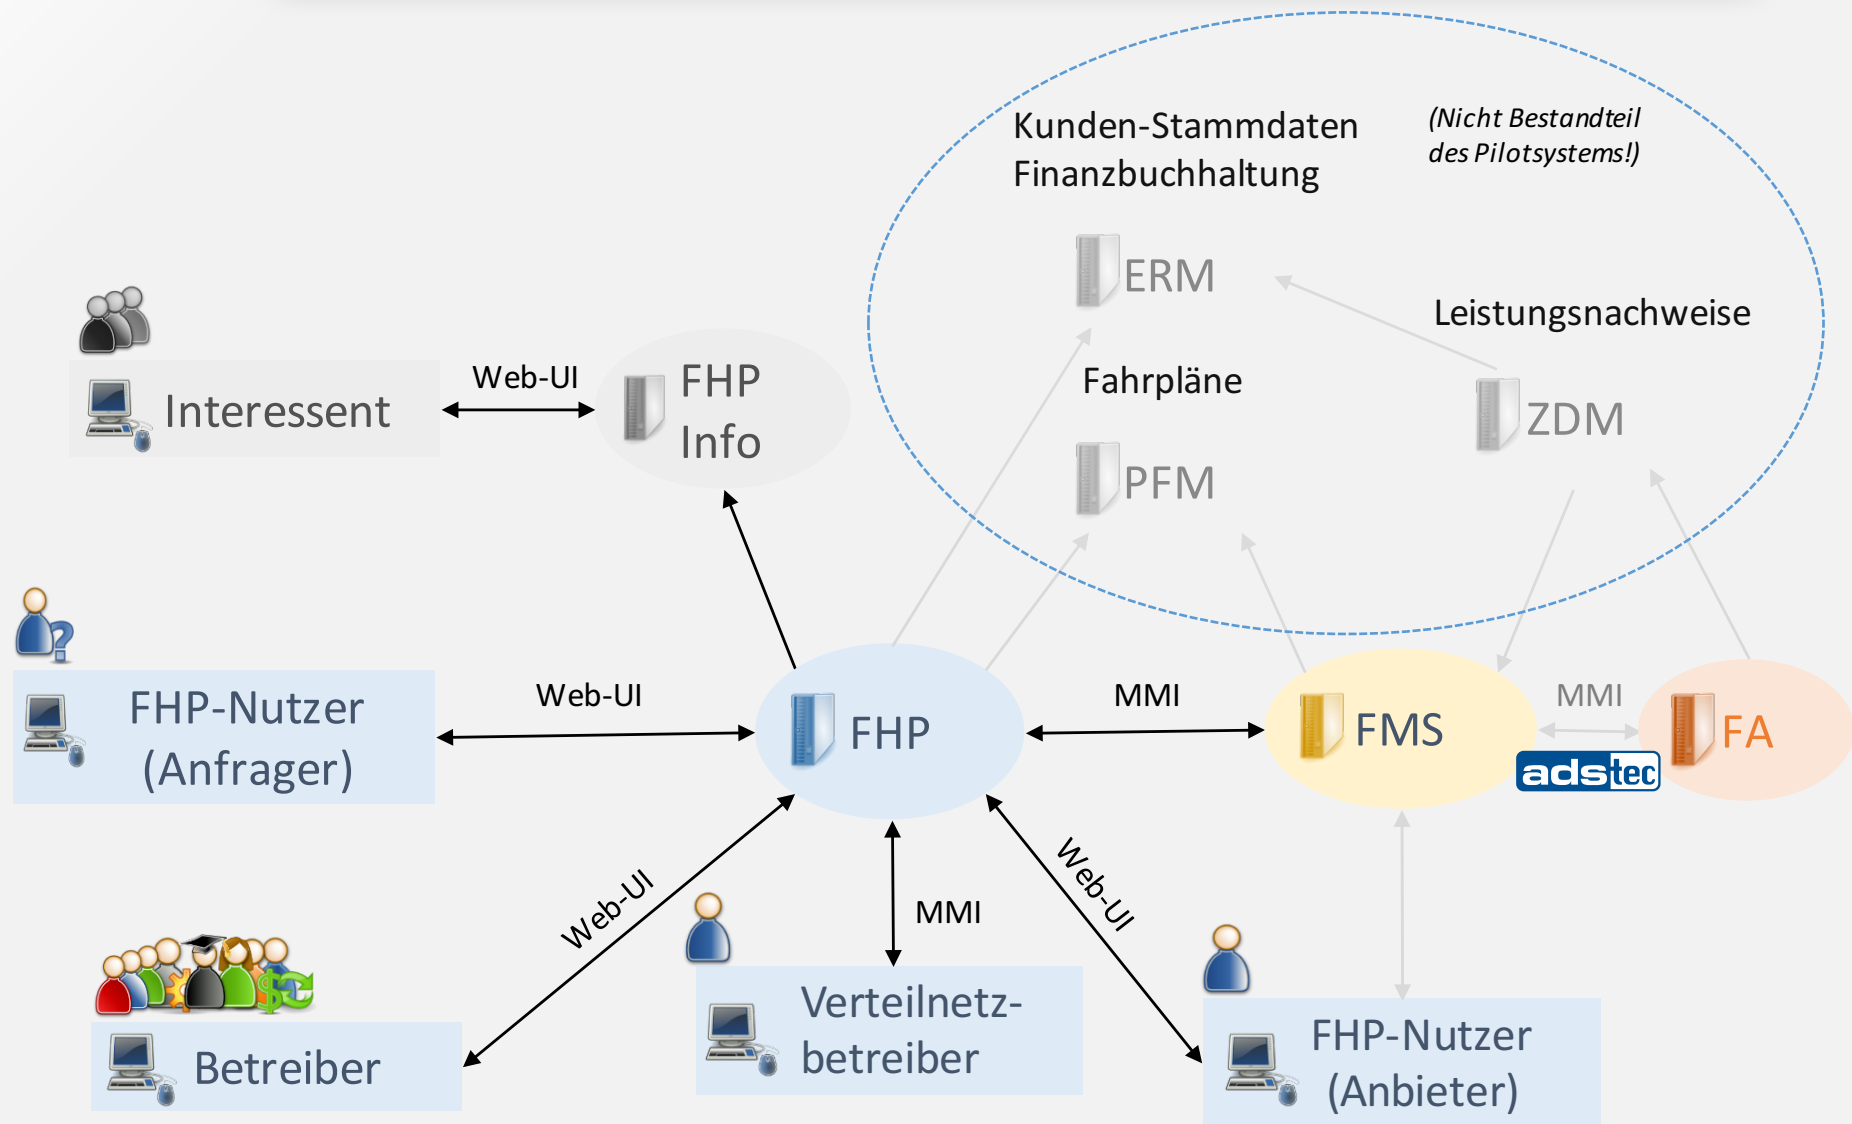 Kunden-Stammdaten
Finanzbuchhaltung
(Nicht Bestandteil
des Pilotsystems!)
ERM
Leistungsnachweise
Fahrpläne
ZDM
PFM
Interessent
Web-UI
FHP
Info
FHP-Nutzer
(Anfrager)
Web-UI
FHP
MMI
FMS
MMI
FA
adstec
Web-UI
MMI
Web-UI
Betreiber
Verteilnetz-
betreiber
FHP-Nutzer
(Anbieter)